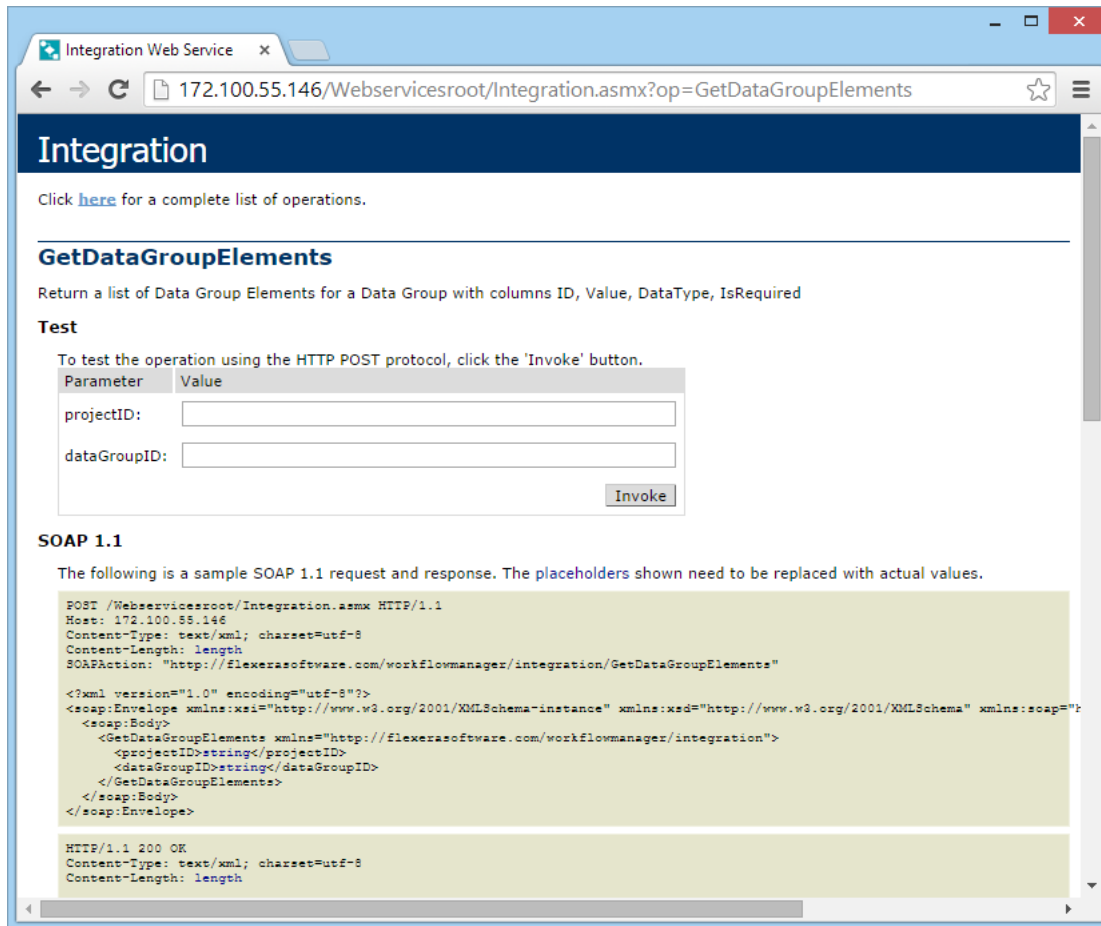 Integration Web Service
172.100.55.146/Webservicesroot/Integration.asmx?op=GetDataGroupElements
Integration
Click here for a complete list of operations.
GetDataGroupElements
Return a list of Data Group Elements for a Data Group with columns ID, Value, DataType, IsRequired
Test
To test the operation using the HTTP POST protocol, click the 'Invoke' button.
Parameter Value
projectID:
dataGroupID:
Invoke
SOAP 1.1
The following is a sample SOAP 1.1 request and response. The placeholders shown need to be replaced with actual values.
POST /Webservicesroot/Integration.asmx HTTP/1.1
Host: 172.100.55.146
Content-Type: text/xml; charset=utf-8
Content-Length: length
SOAPAction: "http://flexerasoftware.com/workflowmanager/integration/GetDataGroupElements"
<?xml version="1.0" encoding="utf-8"?>
<soap:Envelope xmlns:xsi="http://www.w3.org/2001/XMLSchema-instance" xmlns:xsd="http://www.w3.org/2001/XMLSchema" xmlns:soap="h
<soap:Body>
<GetDataGroupElements xmlns="http://flexerasoftware.com/workflowmanager/integration">
<projectID>string</projectID>
<dataGroupID>string</dataGroupID>
</GetDataGroupElements>
</soap:Body>
</soap:Envelope>
HTTP/1.1 200 OK
Content-Type: text/xml; charset=utf-8
Content-Length: length